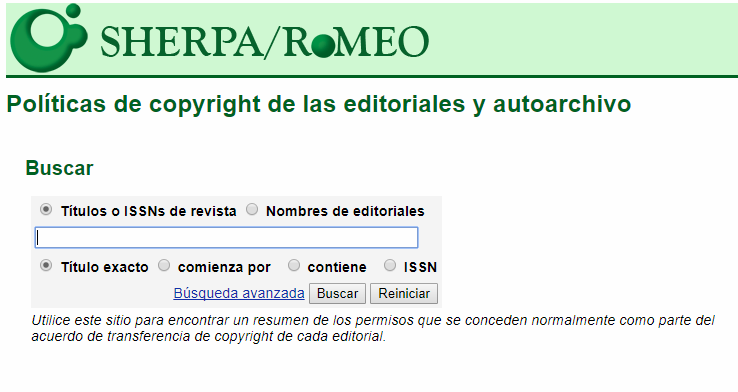 SHERPA/RoMEO
Políticas de copyright de las editoriales y autoarchivo
Buscar
Títulos o ISSNs de revista Nombres de editoriales
Título exacto comienza por contiene ISSN
Búsqueda avanzada Buscar Reiniciar
Utilice este sitio para encontrar un resumen de los permisos que se conceden normalmente como parte del
acuerdo de transferencia de copyright de cada editorial.